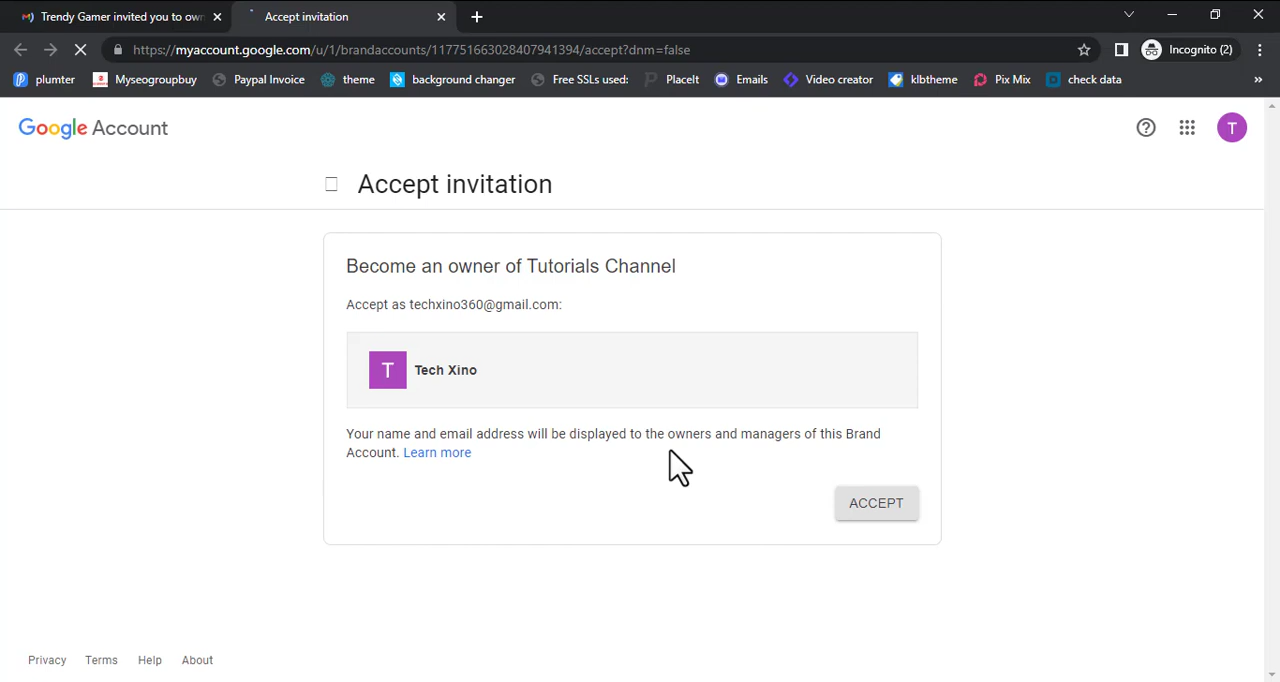 Trendy Gamer invited you to own
Accept invitation
https://myaccount.google.com/u/1/brandaccounts/117751663028407941394/accept?dnm=false
Incognito (2)
plumter
Myseogroupbuy
Paypal Invoice
theme
background changer
Free SSLs used:
PlaceIt
Emails
Video creator
klbtheme
Pix Mix
check data
Google Account
T
Accept invitation
Become an owner of Tutorials Channel
Accept as techxino360@gmail.com:
T Tech Xino
Your name and email address will be displayed to the owners and managers of this Brand
Account. Learn more
ACCEPT
Privacy Terms Help About